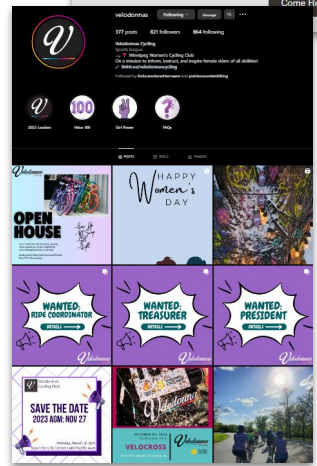 Come Ri
velodonnas
Following
Message
377 posts 821 followers 864 following
Velodonnas Cycling
Sports league
Winnipeg Women's Cycling Club
On a mission to inform, instruct, and inspire female riders of all abilities!
2023 Leaders
Velos 100
Girl Power
FAQs
POSTS
REELS
TAGGED
Velodonnas
OPEN
HOUSE
HAPPY
Women's
DAY
WANTED:
RIDE COORDINATOR
DETAILS
Velodonnas
WANTED:
TREASURER
DETAILS
Velodonnas
WANTED:
PRESIDENT
DETAILS
Velodonnas
Velodonnas
Cycling Club
SAVE THE DATE
2023 AGM: NOV 27
VELOCROSS
Velodonnas